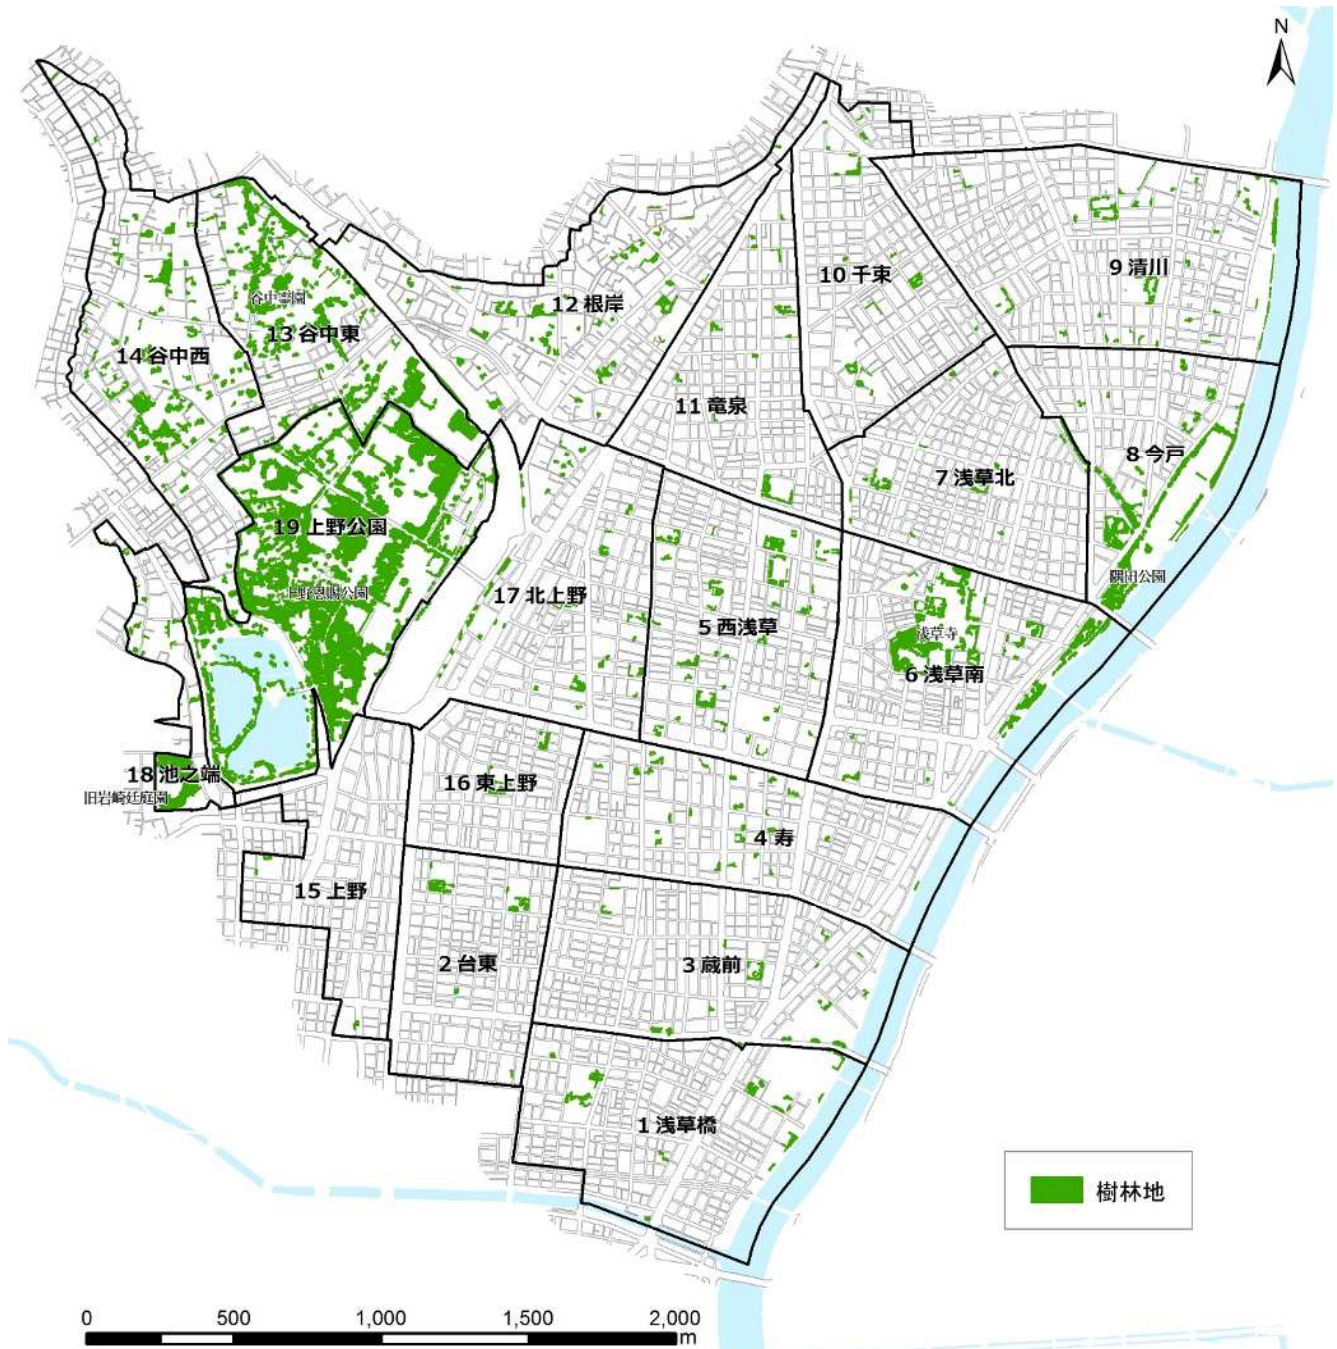 N
10 千束
9 清川
谷中霊園
12 根岸
13 谷中東
14 谷中西
11 竜泉
8 今戸
7 浅草北
19 上野公園
隅田公園
上野恩賜公園
17 北上野
5 西浅草
浅草寺
6 浅草南
18 池之端
16 東上野
旧岩崎廷庭園
4 寿
15 上野
2 台東
3 蔵前
1 浅草橋
樹林地
0 500 1,000 1,500 2,000
m